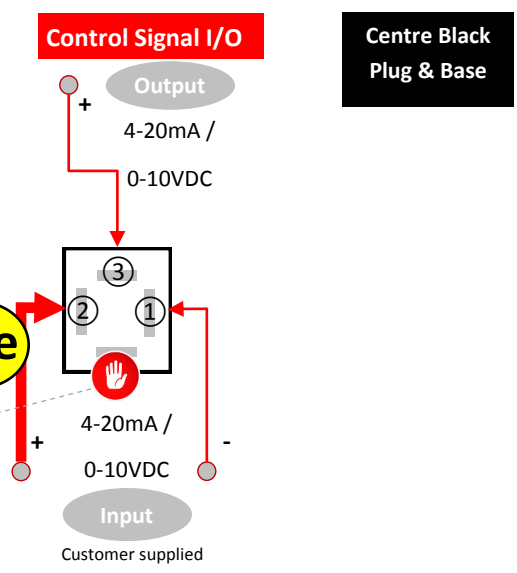 Control Signal I/O
Centre Black
Plug & Base
Output
+
4-20mA /
0-10VDC
3
2
1
e
4-20mA /
+
-
0-10VDC
Input
Customer supplied